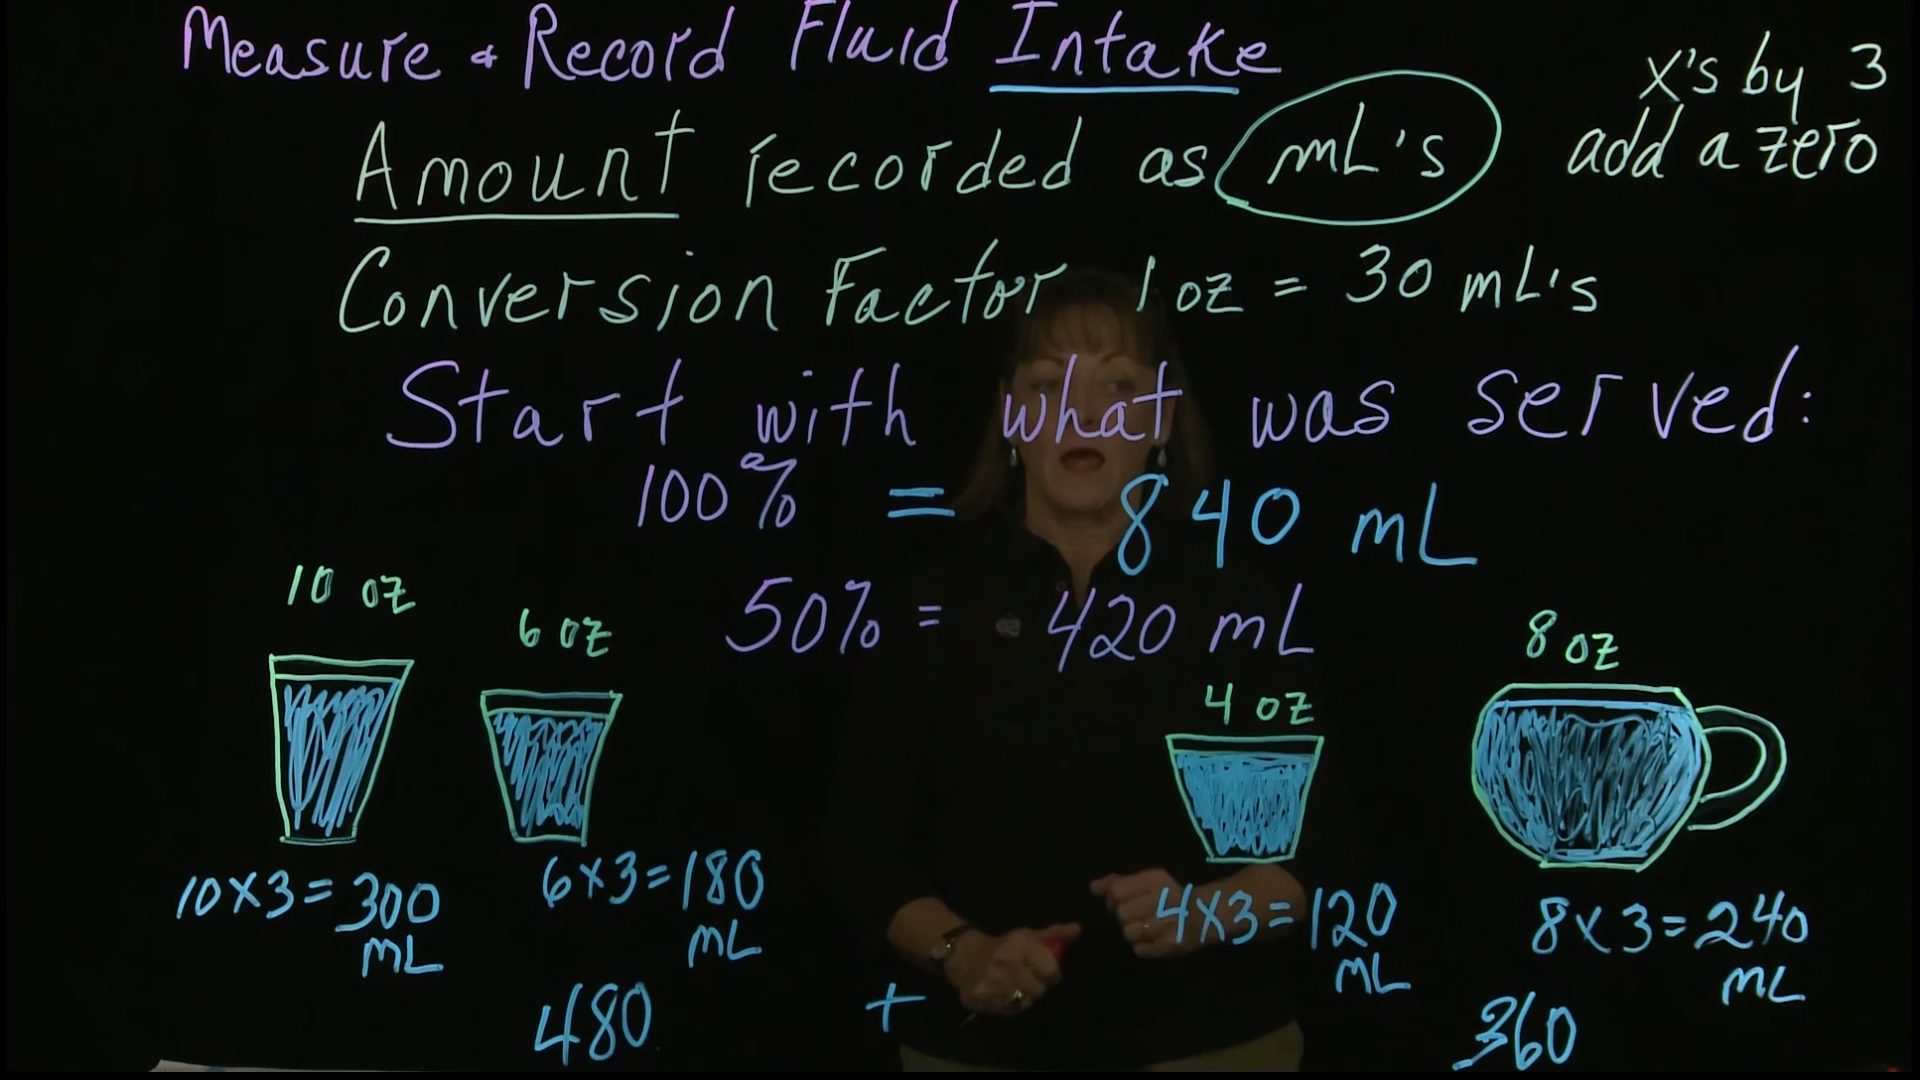 Measure & Record Fluid Intake
x's by 3
add a zero
Amount recorded as mL's
Conversion Factor 1 oz = 30 mL's
Start with what was served:
100% = 840 mL
50% = 420 mL
10 oz
6 oz
4 oz
8 oz
10x3=300 mL
6x3=180 mL
4x3=120 mL
8x3=240 mL
480 + 360